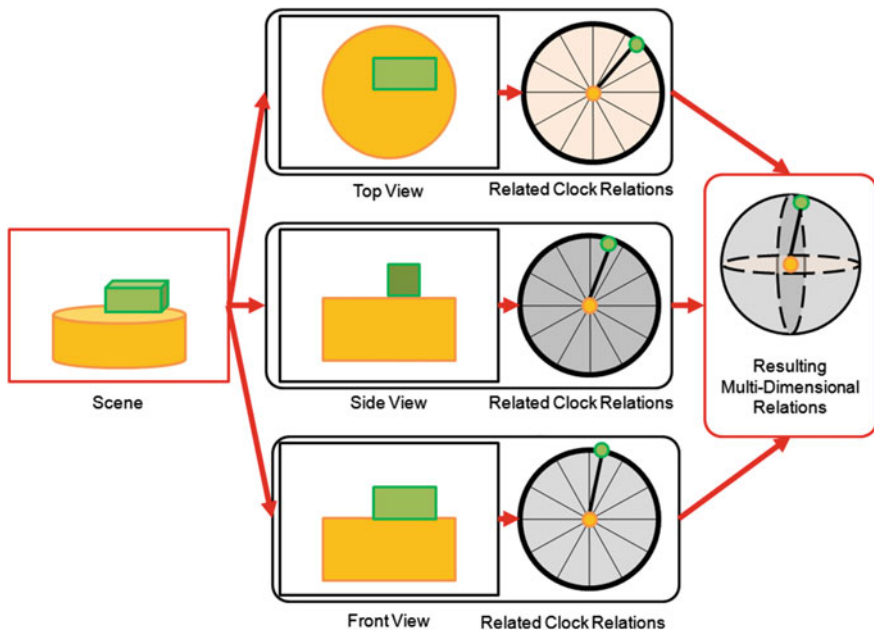 Top View
Related Clock Relations
Scene
Side View
Related Clock Relations
Resulting
Multi-Dimensional
Relations
Front View
Related Clock Relations